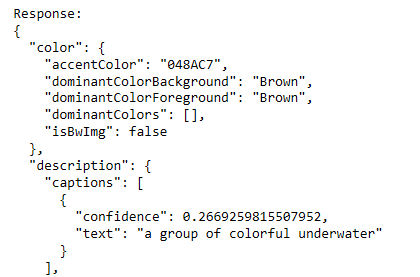 Response:
{
  "color": {
    "accentColor": "048AC7",
    "dominantColorBackground": "Brown",
    "dominantColorForeground": "Brown",
    "dominantColors": [],
    "isBwImg": false
  },
  "description": {
    "captions": [
      {
        "confidence": 0.2669259815507952,
        "text": "a group of colorful underwater"
      }
    ],